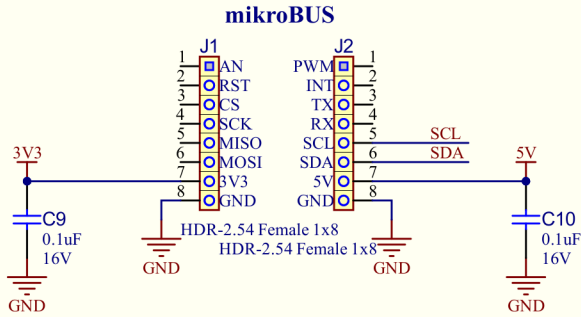 mikroBUS
J1 J2
1 AN PWM 1
2 RST INT 2
3 CS TX 3
4 SCK RX 4
5 MISO SCL 5 SCL
6 MOSI SDA 6 SDA
3V3 7 3V3 5V 7 5V
8 GND GND 8
C9 C10
0.1uF 0.1uF
16V 16V
HDR-2.54 Female 1x8
HDR-2.54 Female 1x8
GND GND
GND GND